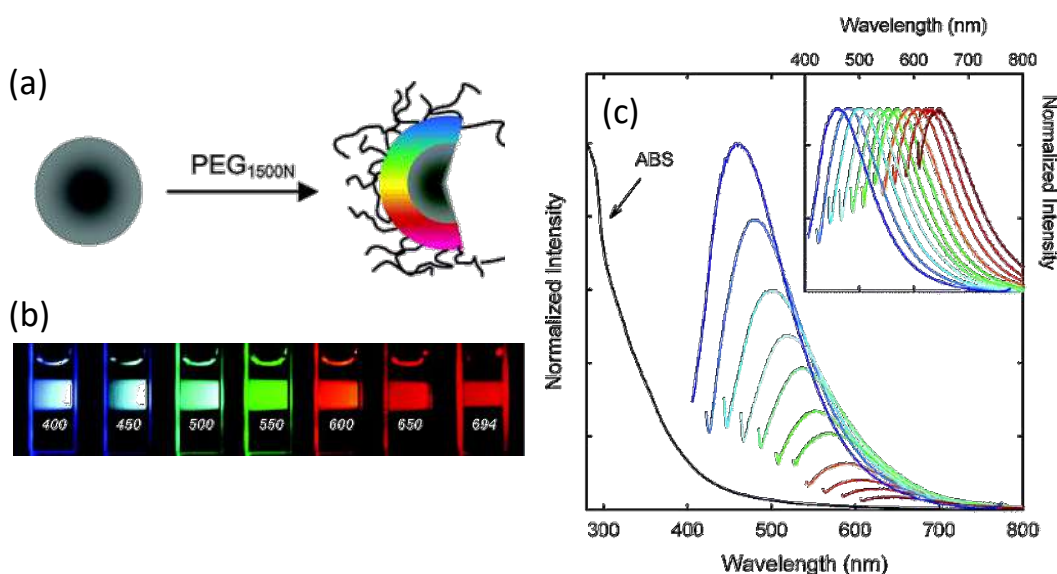 (a)
PEG1500N
(b)
400 450 500 550 600 650 694
(c)
ABS
Normalized Intensity
300 400 500 600 700 800
Wavelength (nm)
Wavelength (nm)
400 500 600 700 800
Normalized Intensity